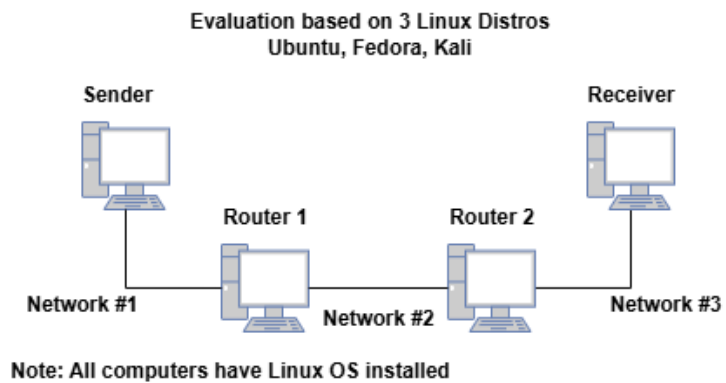 Evaluation based on 3 Linux Distros
Ubuntu, Fedora, Kali
Sender
Receiver
Router 1
Router 2
Network #1
Network #2
Network #3
Note: All computers have Linux OS installed